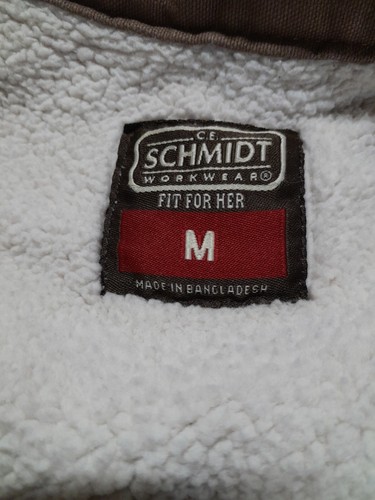 C.E.
SCHMIDT
WORKWEAR®
FIT FOR HER
M
MADE IN BANGLADESH